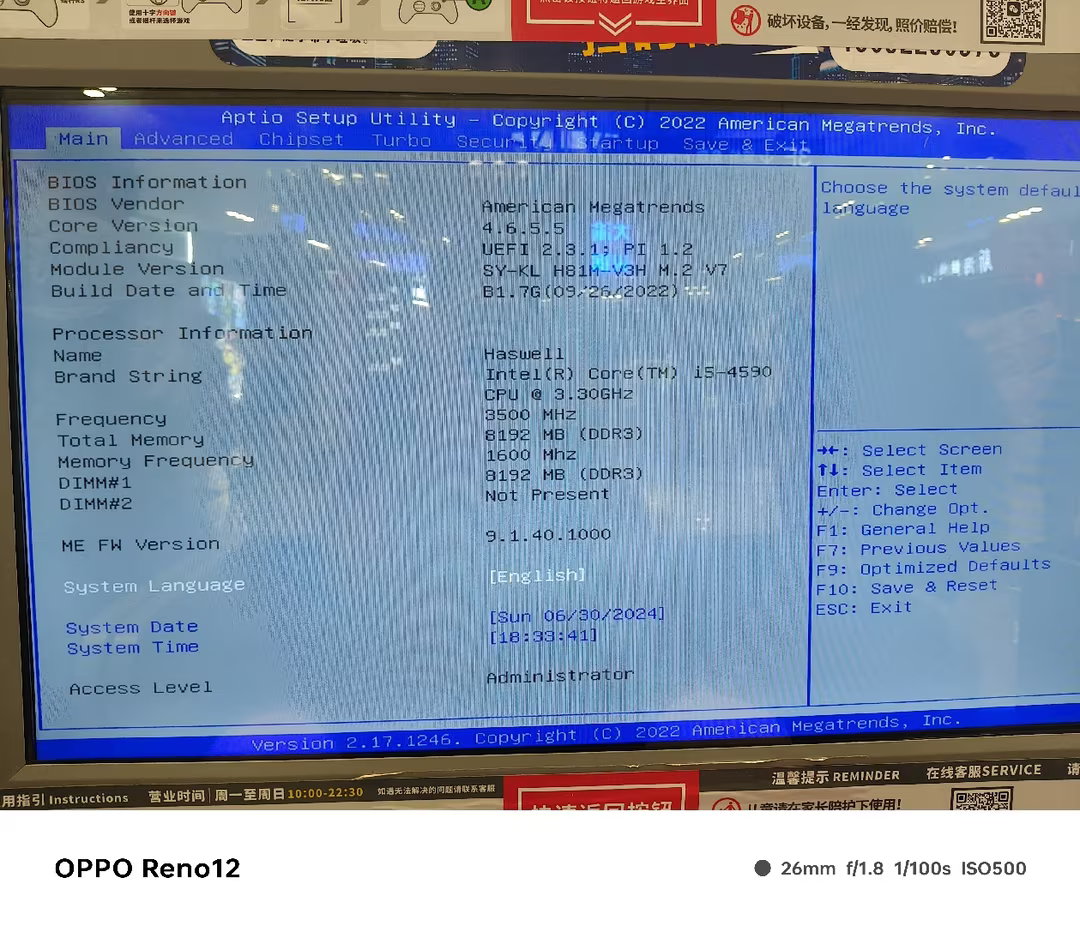 使用十字方向键
或者摇杆来选择游戏
A
破坏设备,一经发现,照价赔偿!
Aptio Setup Utility - Copyright (C) 2022 American Megatrends, Inc.
Main Advanced Chipset Turbo Security Startup Save & Exit
BIOS Information
BIOS Vendor American Megatrends
Core Version 4.6.5.5
Compliancy UEFI 2.3.1; PI 1.2
Module Version SY-KL H81M-V3H M.2 V7
Build Date and Time B1.7G(09/26/2022)
Processor Information
Name Haswell
Brand String Intel(R) Core(TM) i5-4590
CPU @ 3.30GHz
Frequency 3500 MHz
Total Memory 8192 MB (DDR3)
Memory Frequency 1600 Mhz
DIMM#1 8192 MB (DDR3)
DIMM#2 Not Present
ME FW Version 9.1.40.1000
System Language [English]
System Date [Sun 06/30/2024]
System Time [18:33:41]
Access Level Administrator
Choose the system defaul
language
→←: Select Screen
↑↓: Select Item
Enter: Select
+/-: Change Opt.
F1: General Help
F7: Previous Values
F9: Optimized Defaults
F10: Save & Reset
ESC: Exit
Version 2.17.1246. Copyright (C) 2022 American Megatrends, Inc.
用指引 Instructions 营业时间 周一至周日 10:00-22:30 如遇无法解决的问题请联系客服
温馨提示 REMINDER 在线客服SERVICE 请
快速返回按钮
儿童请在家长陪护下使用!
OPPO Reno12
26mm f/1.8 1/100s ISO500